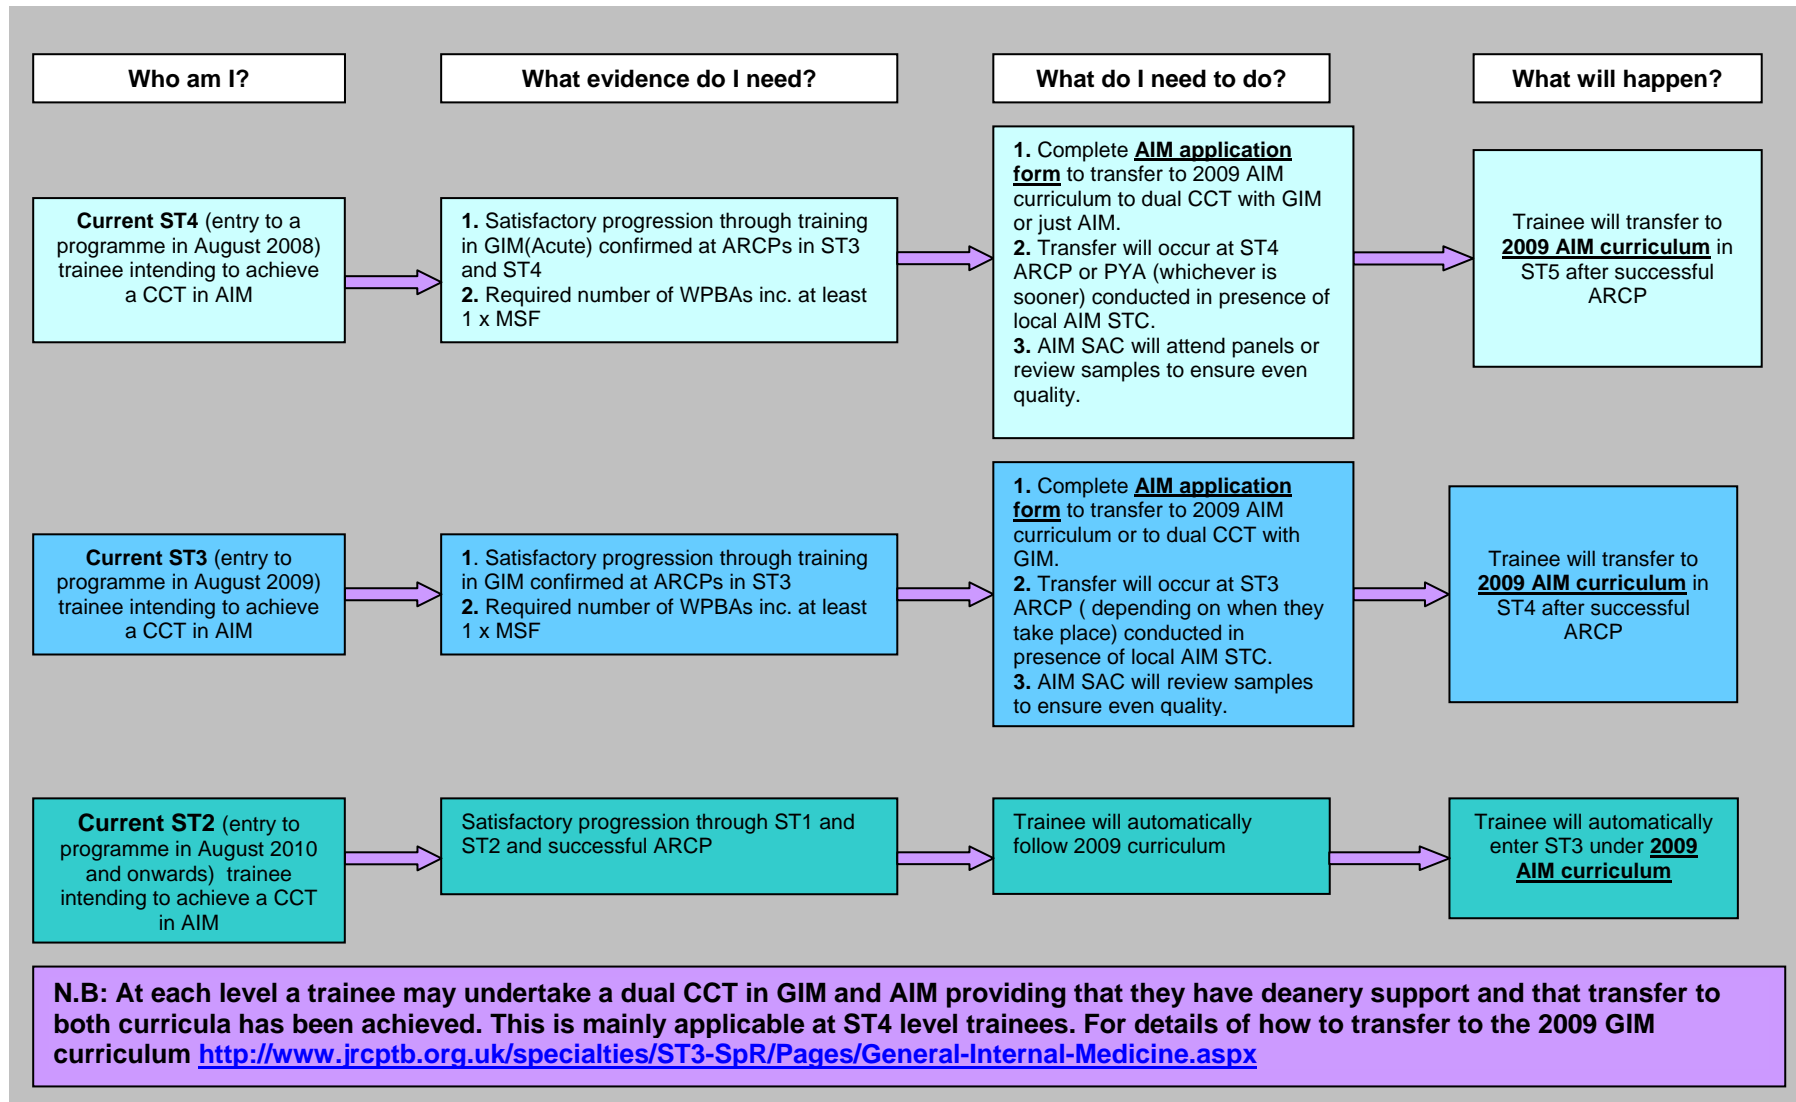 Who am I?
What evidence do I need?
What do I need to do?
What will happen?
Current ST4 (entry to a
programme in August 2008)
trainee intending to achieve
a CCT in AIM
1. Satisfactory progression through training
in GIM(Acute) confirmed at ARCPs in ST3
and ST4
2. Required number of WPBAs inc. at least
1 x MSF
1. Complete AIM application
form to transfer to 2009 AIM
curriculum to dual CCT with GIM
or just AIM.
2. Transfer will occur at ST4
ARCP or PYA (whichever is
sooner) conducted in presence of
local AIM STC.
3. AIM SAC will attend panels or
review samples to ensure even
quality.
Trainee will transfer to
2009 AIM curriculum in
ST5 after successful
ARCP
Current ST3 (entry to
programme in August 2009)
trainee intending to achieve
a CCT in AIM
1. Satisfactory progression through training
in GIM confirmed at ARCPs in ST3
2. Required number of WPBAs inc. at least
1 x MSF
1. Complete AIM application
form to transfer to 2009 AIM
curriculum or to dual CCT with
GIM.
2. Transfer will occur at ST3
ARCP ( depending on when they
take place) conducted in
presence of local AIM STC.
3. AIM SAC will review samples
to ensure even quality.
Trainee will transfer to
2009 AIM curriculum in
ST4 after successful
ARCP
Current ST2 (entry to
programme in August 2010
and onwards)  trainee
intending to achieve a CCT
in AIM
Satisfactory progression through ST1 and
ST2 and successful ARCP
Trainee will automatically
follow 2009 curriculum
Trainee will automatically
enter ST3 under 2009
AIM curriculum
N.B: At each level a trainee may undertake a dual CCT in GIM and AIM providing that they have deanery support and that transfer to
both curricula has been achieved. This is mainly applicable at ST4 level trainees. For details of how to transfer to the 2009 GIM
curriculum http://www.jrcptb.org.uk/specialties/ST3-SpR/Pages/General-Internal-Medicine.aspx